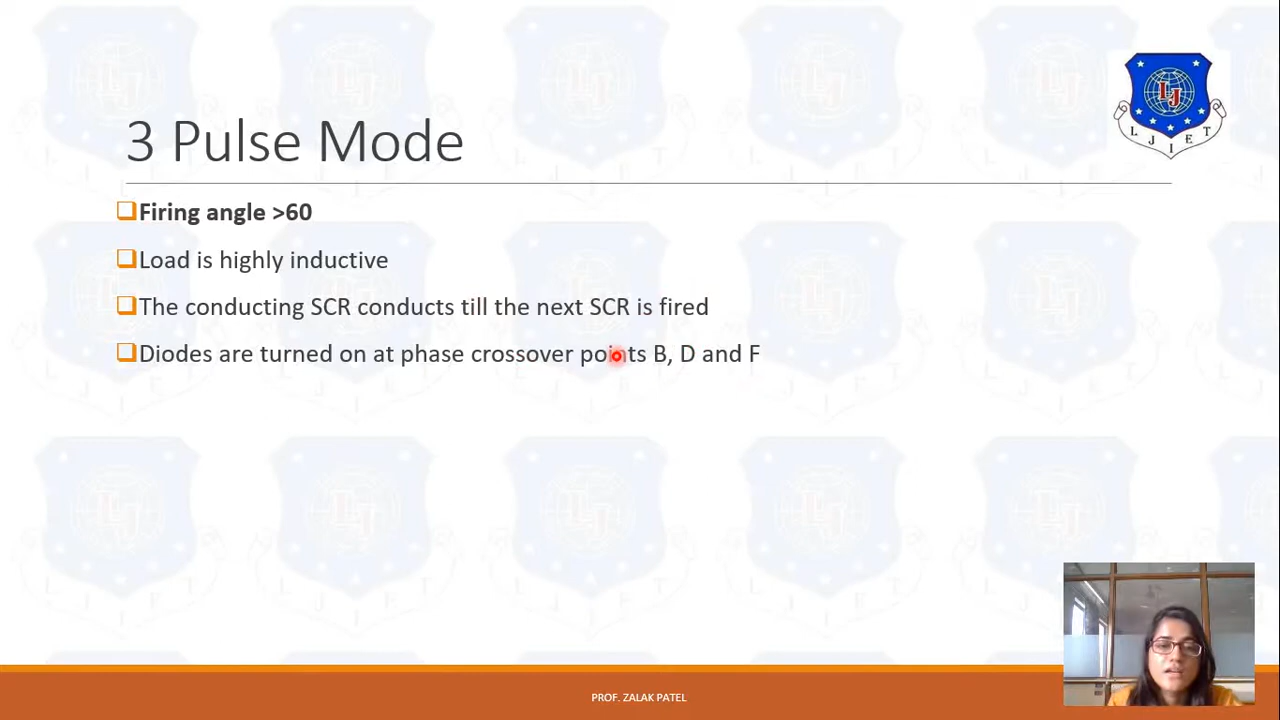 3 Pulse Mode
LJ
L J I E T
Firing angle >60
Load is highly inductive
The conducting SCR conducts till the next SCR is fired
Diodes are turned on at phase crossover points B, D and F
PROF. ZALAK PATEL